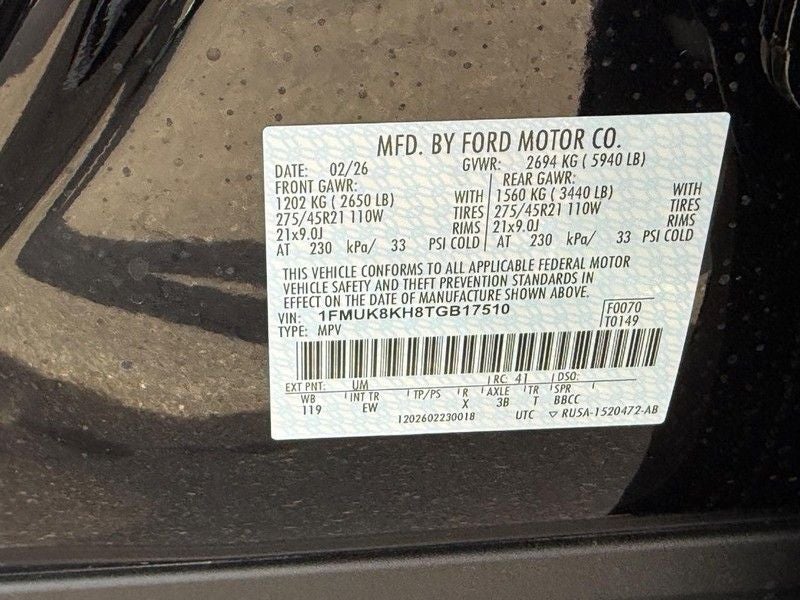 MFD. BY FORD MOTOR CO.
DATE: 02/26 GVWR: 2694 KG ( 5940 LB)
FRONT GAWR: REAR GAWR:
1202 KG ( 2650 LB) WITH 1560 KG ( 3440 LB) WITH
275/45R21 110W TIRES 275/45R21 110W TIRES
21x9.0J RIMS 21x9.0J RIMS
AT 230 kPa/ 33 PSI COLD AT 230 kPa/ 33 PSI COLD
THIS VEHICLE CONFORMS TO ALL APPLICABLE FEDERAL MOTOR
VEHICLE SAFETY AND THEFT PREVENTION STANDARDS IN
EFFECT ON THE DATE OF MANUFACTURE SHOWN ABOVE.
VIN: 1FMUK8KH8TGB17510 F0070
TYPE: MPV T0149
EXT PNT: UM RC: 41 DSO:
WB INT TR TP/PS R AXLE TR SPR
119 EW X 3B T BBCC
1202602230018 UTC ▽ RU5A-1520472-AB